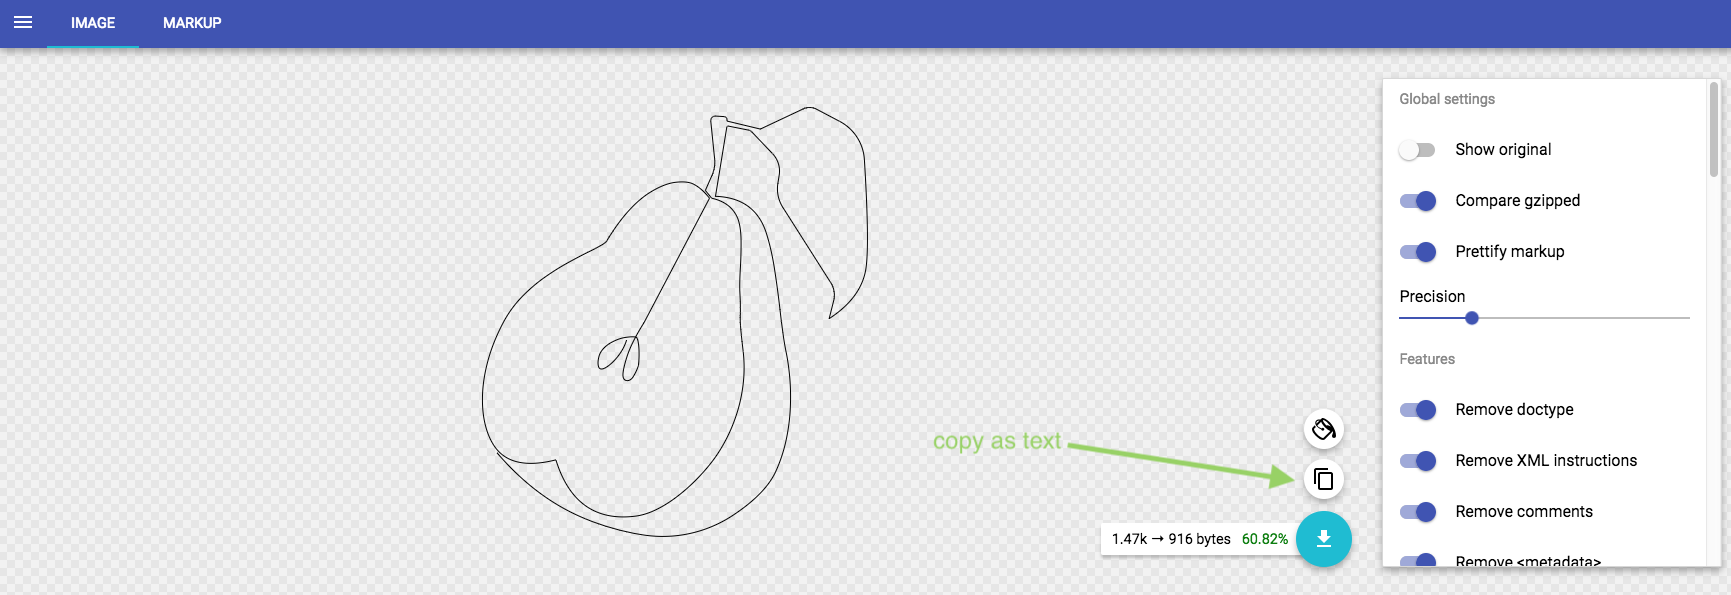 IMAGE MARKUP
Global settings
Show original
Compare gzipped
Prettify markup
Precision
Features
Remove doctype
Remove XML instructions
Remove comments
Remove <metadata>
copy as text
1.47k → 916 bytes 60.82%